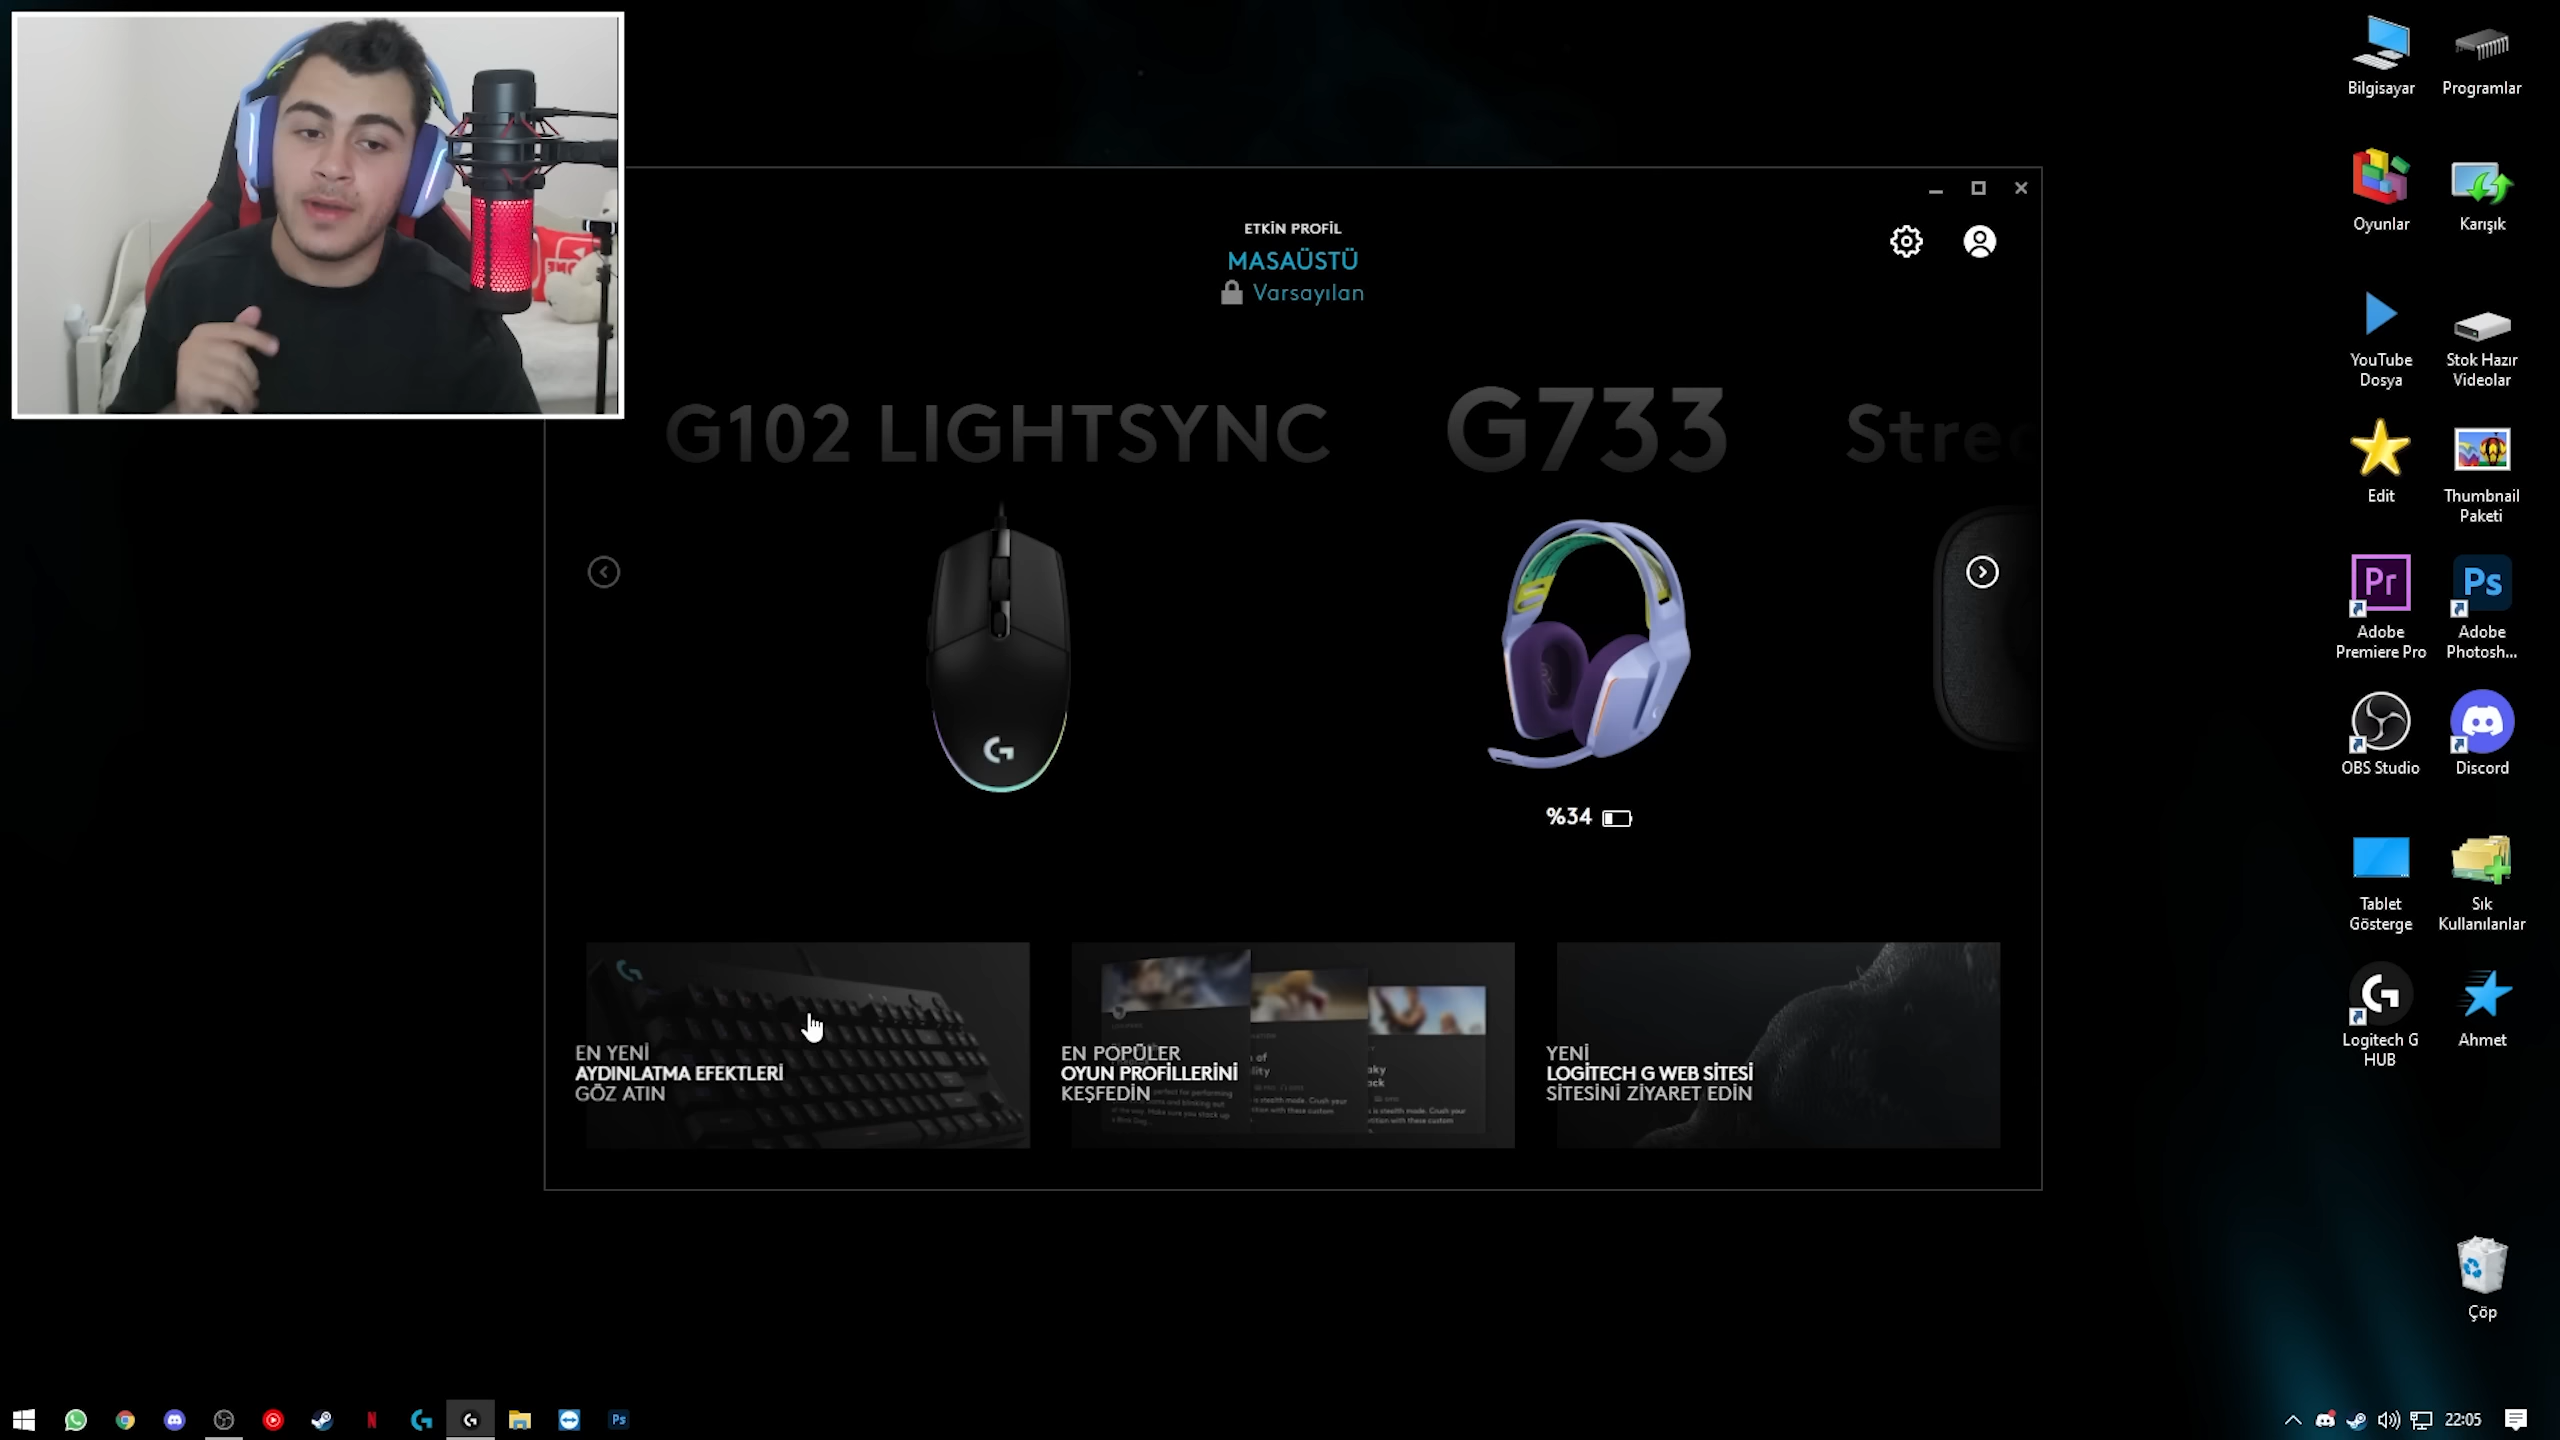 ETKİN PROFİL
MASAÜSTÜ
Varsayılan
G102 LIGHTSYNC
G733
%34
EN YENİ
AYDINLATMA EFEKTLERİ
GÖZ ATIN
EN POPÜLER
OYUN PROFİLLERİNİ
KEŞFEDİN
YENİ
LOGİTECH G WEB SİTESİ
SİTESİNİ ZİYARET EDİN
Bilgisayar
Programlar
Oyunlar
Karışık
YouTube
Dosya
Stok Hazır
Videolar
Edit
Thumbnail
Paketi
Pr
Ps
Adobe
Premiere Pro
Adobe
Photosh...
OBS Studio
Discord
Tablet
Gösterge
Sık
Kullanılanlar
Logitech G
HUB
Ahmet
Çöp
Ps
22:05